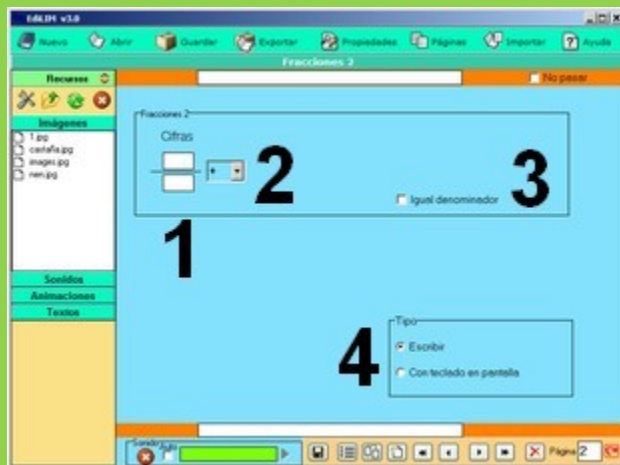 EdiLIM v3.0
Nuevo Abrir Guardar Exportar Propiedades Páginas Importar Ayuda
Fracciones 2
Recursos
No pasar
Imágenes
1.jpg
castaña.jpg
images.jpg
nen.jpg
Fracciones 2
Cifras
+
2
3
Igual denominador
1
Sonidos
Animaciones
Textos
Tipo
4
Escribir
Con teclado en pantalla
Página 2